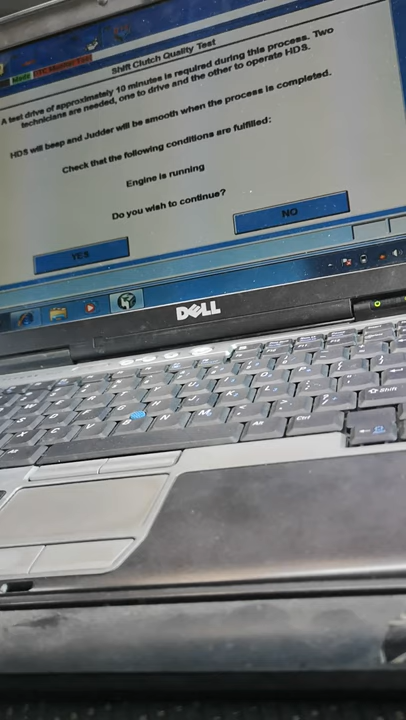 Shift Clutch Quality Test
A test drive of approximately 10 minutes is required during this process. Two
technicians are needed, one to drive and the other to operate HDS.
HDS will beep and Judder will be smooth when the process is completed.
Check that the following conditions are fulfilled:
Engine is running
Do you wish to continue?
YES
NO
DELL
Alt
Ctrl
Shift